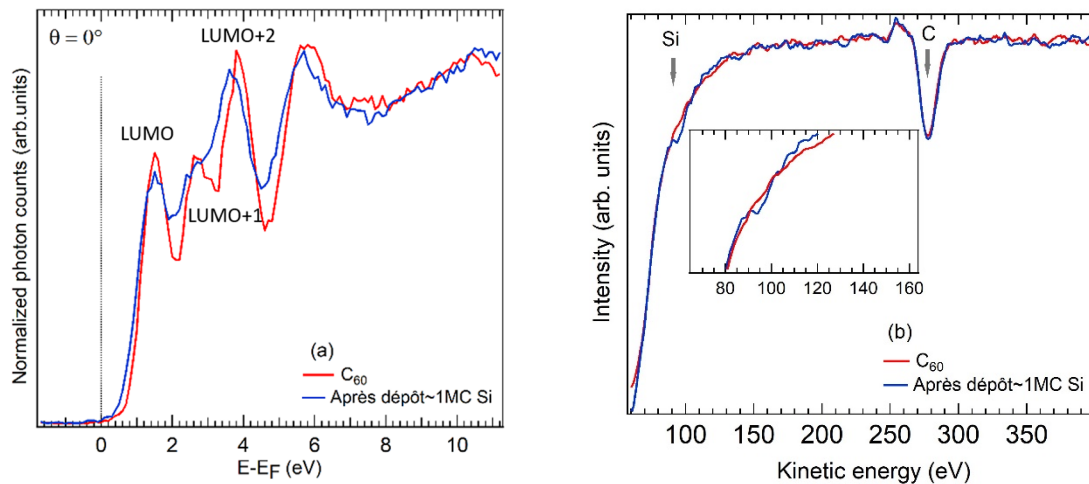 θ = 0°
LUMO+2
LUMO
LUMO+1
(a)
C60
Après dépôt~1MC Si
0 2 4 6 8 10
E-EF (eV)
Normalized photon counts (arb.units)
Si
C
80 100 120 140 160
(b)
C60
Après dépôt~1MC Si
100 150 200 250 300 350
Kinetic energy (eV)
Intensity (arb. units)